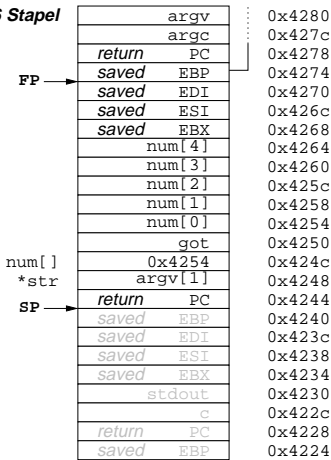 6 Stapel
argv 0x4280
argc 0x427c
return PC 0x4278
saved EBP 0x4274
FP saved EDI 0x4270
saved ESI 0x426c
saved EBX 0x4268
num[4] 0x4264
num[3] 0x4260
num[2] 0x425c
num[1] 0x4258
num[0] 0x4254
got 0x4250
num[] 0x4254 0x424c
*str argv[1] 0x4248
SP return PC 0x4244
saved EBP 0x4240
saved EDI 0x423c
saved ESI 0x4238
saved EBX 0x4234
stdout 0x4230
c 0x422c
return PC 0x4228
saved EBP 0x4224